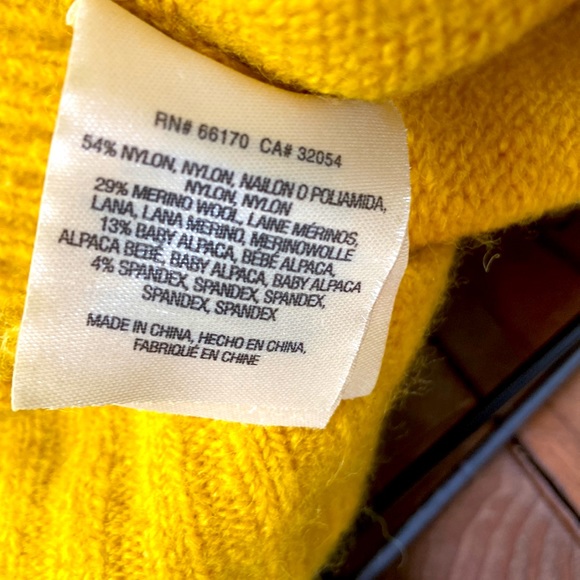 RN# 66170 CA# 32054
54% NYLON, NYLON, NAILON O POLIAMIDA,
NYLON, NYLON
29% MERINO WOOL, LAINE MÉRINOS,
LANA, LANA MERINO, MERINOWOLLE
13% BABY ALPACA, BÉBÉ ALPACA,
ALPACA BEBÉ, BABY ALPACA, BABY ALPACA
4% SPANDEX, SPANDEX, SPANDEX,
SPANDEX, SPANDEX
MADE IN CHINA, HECHO EN CHINA,
FABRIQUÉ EN CHINE